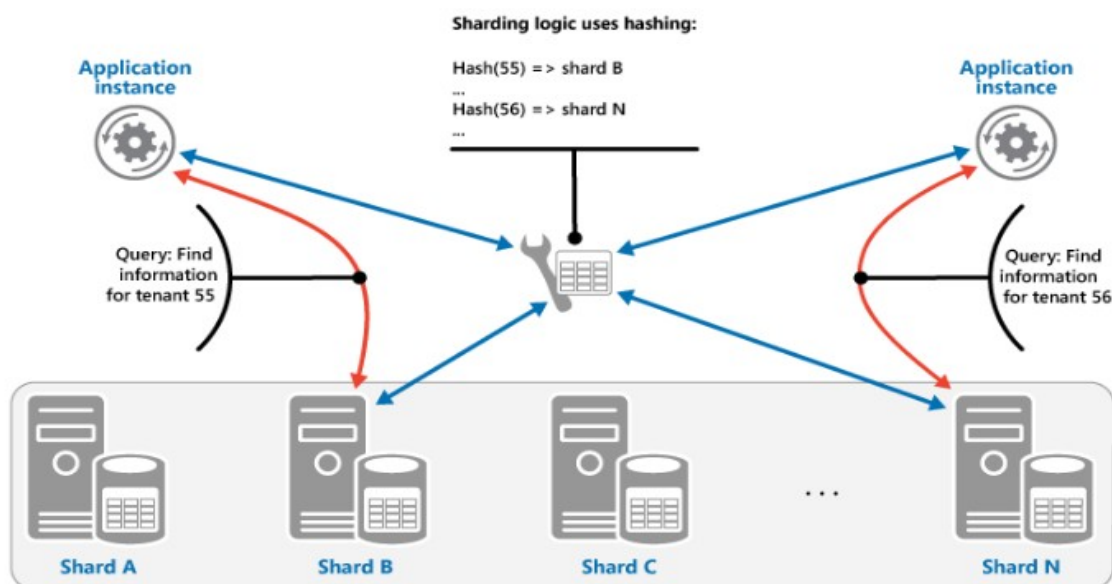 Sharding logic uses hashing:
Hash(55) => shard B
...
Hash(56) => shard N
...
Application
instance
Application
instance
Query: Find
information
for tenant 55
Query: Find
information
for tenant 56
...
Shard A
Shard B
Shard C
Shard N